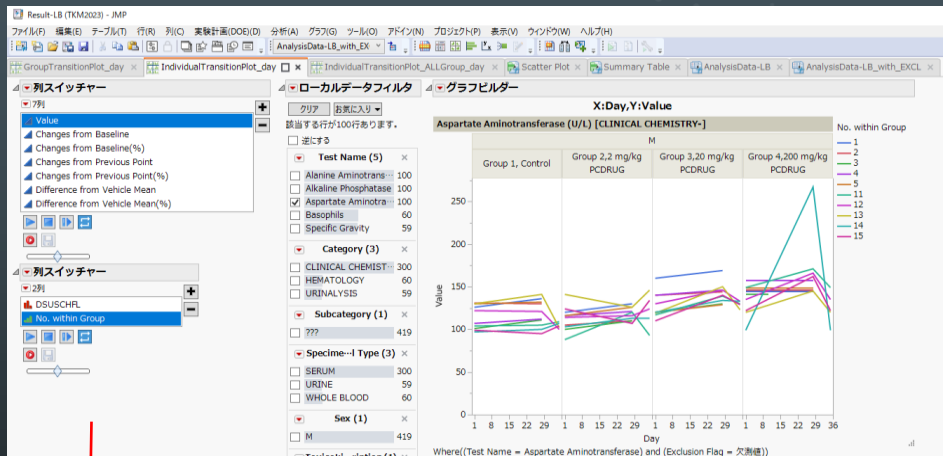 Result-LB (TKM2023) - JMP
ファイル(F) 編集(E) テーブル(T) 行(R) 列(C) 実験計画(DOE)(D) 分析(A) グラフ(G) ツール(O) アドイン(N) プロジェクト(P) 表示(V) ウィンドウ(W) ヘルプ(H)
AnalysisData-LB_with_EX
GroupTransitionPlot_day IndividualTransitionPlot_day IndividualTransitionPlot_ALLGroup_day Scatter Plot Summary Table AnalysisData-LB AnalysisData-LB_with_EXCL
列スイッチャー
7列
Value
Changes from Baseline
Changes from Baseline(%)
Changes from Previous Point
Changes from Previous Point(%)
Difference from Vehicle Mean
Difference from Vehicle Mean(%)
列スイッチャー
2列
DSUSCHFL
No. within Group
ローカルデータフィルタ
クリア お気に入り
該当する行が100行あります。
逆にする
Test Name (5)
Alanine Aminotrans… 100
Alkaline Phosphatase 100
Aspartate Aminotra… 100
Basophils 60
Specific Gravity 59
Category (3)
CLINICAL CHEMIST… 300
HEMATOLOGY 60
URINALYSIS 59
Subcategory (1)
??? 419
Specime…l Type (3)
SERUM 300
URINE 59
WHOLE BLOOD 60
Sex (1)
M 419
グラフビルダー
X:Day,Y:Value
Aspartate Aminotransferase (U/L) [CLINICAL CHEMISTRY-]
M
Group 1, Control
Group 2,2 mg/kg PCDRUG
Group 3,20 mg/kg PCDRUG
Group 4,200 mg/kg PCDRUG
Value
250
200
150
100
50
0
1 8 15 22 29 1 8 15 22 29 1 8 15 22 29 1 8 15 22 29 36
Day
Where((Test Name = Aspartate Aminotransferase) and (Exclusion Flag = 欠測値))
No. within Group
1
2
3
4
5
11
12
13
14
15